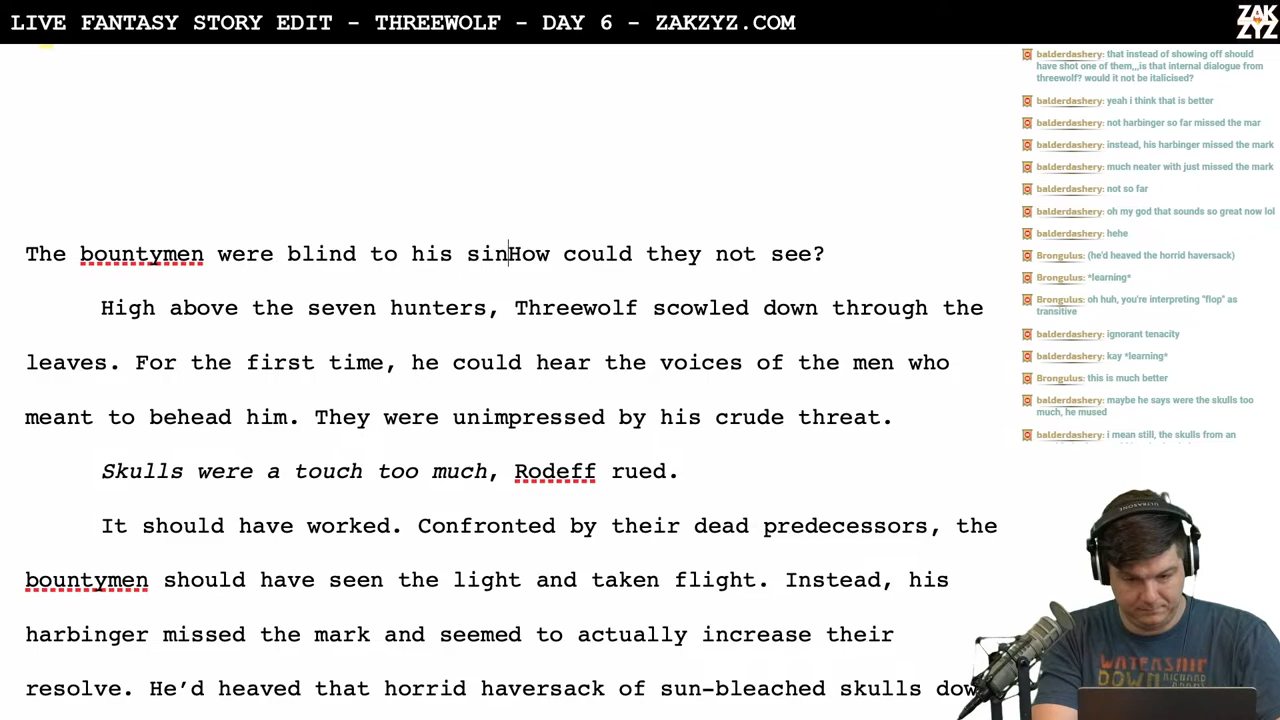 LIVE FANTASY STORY EDIT - THREEWOLF - DAY 6 - ZAKZYZ.COM
ZAK
ZYZ
The bountymen were blind to his sinHow could they not see?
High above the seven hunters, Threewolf scowled down through the
leaves. For the first time, he could hear the voices of the men who
meant to behead him. They were unimpressed by his crude threat.
Skulls were a touch too much, Rodeff rued.
It should have worked. Confronted by their dead predecessors, the
bountymen should have seen the light and taken flight. Instead, his
harbinger missed the mark and seemed to actually increase their
resolve. He’d heaved that horrid haversack of sun-bleached skulls dow
balderdashery: that instead of showing off should
have shot one of them,,,is that internal dialogue from
threewolf? would it not be italicised?
balderdashery: yeah i think that is better
balderdashery: not harbinger so far missed the mar
balderdashery: instead, his harbinger missed the mark
balderdashery: much neater with just missed the mark
balderdashery: not so far
balderdashery: oh my god that sounds so great now lol
balderdashery: hehe
Brongulus: (he'd heaved the horrid haversack)
Brongulus: *learning*
Brongulus: oh huh, you're interpreting "flop" as
transitive
balderdashery: ignorant tenacity
balderdashery: kay *learning*
Brongulus: this is much better
balderdashery: maybe he says were the skulls too
much, he mused
balderdashery: i mean still, the skulls from an
ULTRASONE
WATERSHIP
DOWN RICHARD